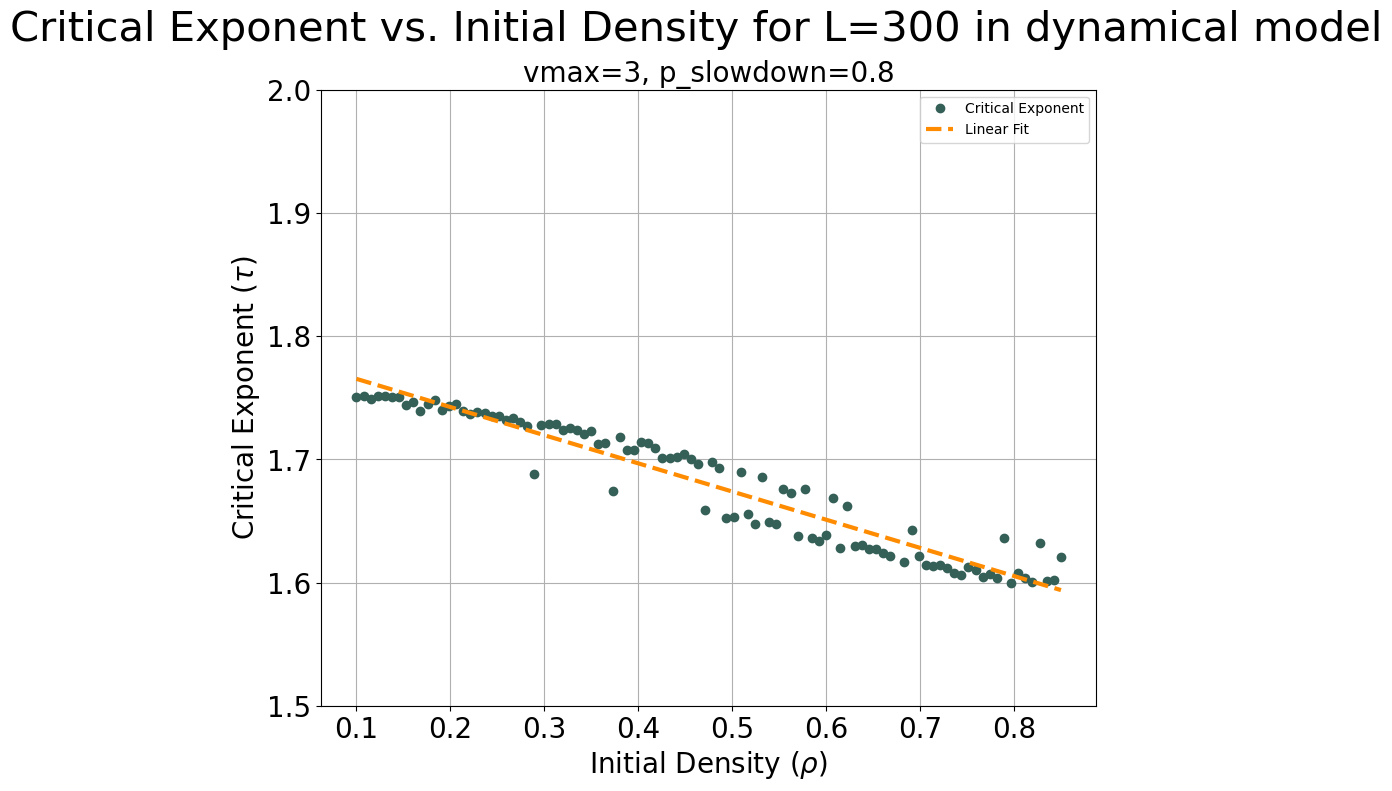 Critical Exponent vs. Initial Density for L=300 in dynamical model
vmax=3, p_slowdown=0.8
Critical Exponent
Linear Fit
Critical Exponent (τ)
2.0
1.9
1.8
1.7
1.6
1.5
0.1 0.2 0.3 0.4 0.5 0.6 0.7 0.8
Initial Density (ρ)